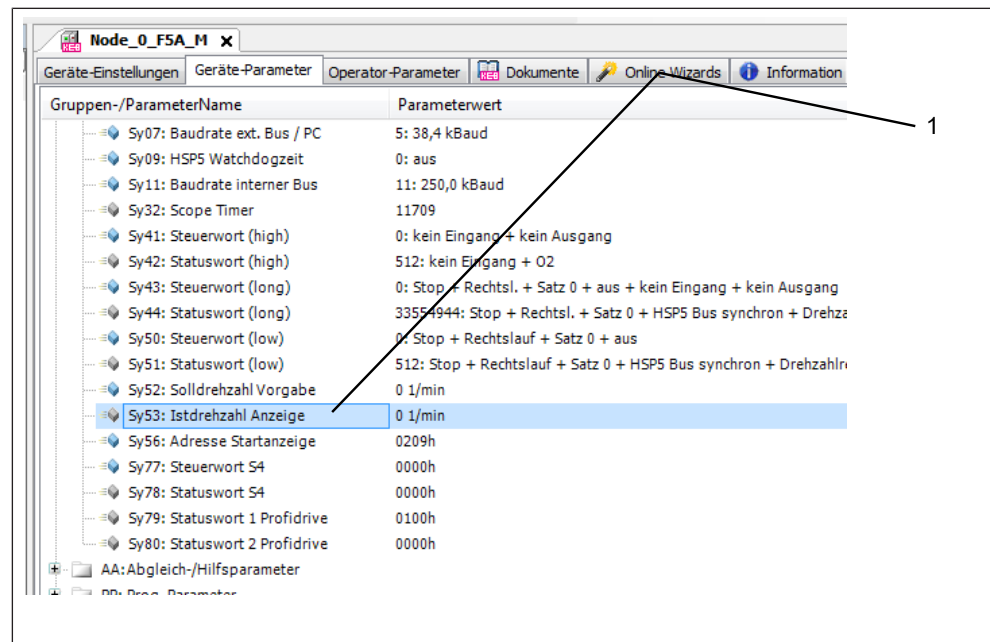 KEB Node_0_F5A_M x
Geräte-Einstellungen Geräte-Parameter Operator-Parameter KEB Dokumente Online Wizards Information
Gruppen-/ParameterName Parameterwert
1
Sy07: Baudrate ext. Bus / PC 5: 38,4 kBaud
Sy09: HSP5 Watchdogzeit 0: aus
Sy11: Baudrate interner Bus 11: 250,0 kBaud
Sy32: Scope Timer 11709
Sy41: Steuerwort (high) 0: kein Eingang + kein Ausgang
Sy42: Statuswort (high) 512: kein Eingang + O2
Sy43: Steuerwort (long) 0: Stop + Rechtsl. + Satz 0 + aus + kein Eingang + kein Ausgang
Sy44: Statuswort (long) 33554944: Stop + Rechtsl. + Satz 0 + HSP5 Bus synchron + Drehza
Sy50: Steuerwort (low) 0: Stop + Rechtslauf + Satz 0 + aus
Sy51: Statuswort (low) 512: Stop + Rechtslauf + Satz 0 + HSP5 Bus synchron + Drehzahlre
Sy52: Solldrehzahl Vorgabe 0 1/min
Sy53: Istdrehzahl Anzeige 0 1/min
Sy56: Adresse Startanzeige 0209h
Sy77: Steuerwort S4 0000h
Sy78: Statuswort S4 0000h
Sy79: Statuswort 1 Profidrive 0100h
Sy80: Statuswort 2 Profidrive 0000h
AA:Abgleich-/Hilfsparameter